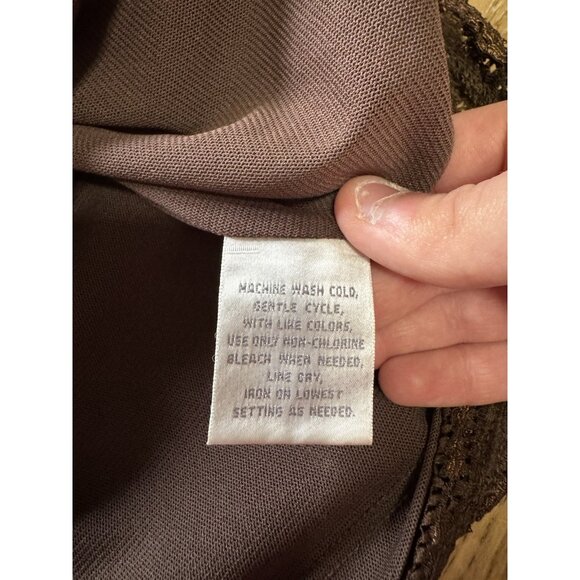 MACHINE WASH COLD,
GENTLE CYCLE,
WITH LIKE COLORS,
USE ONLY NON-CHLORINE
BLEACH WHEN NEEDED,
LINE DRY,
IRON ON LOWEST
SETTING AS NEEDED.